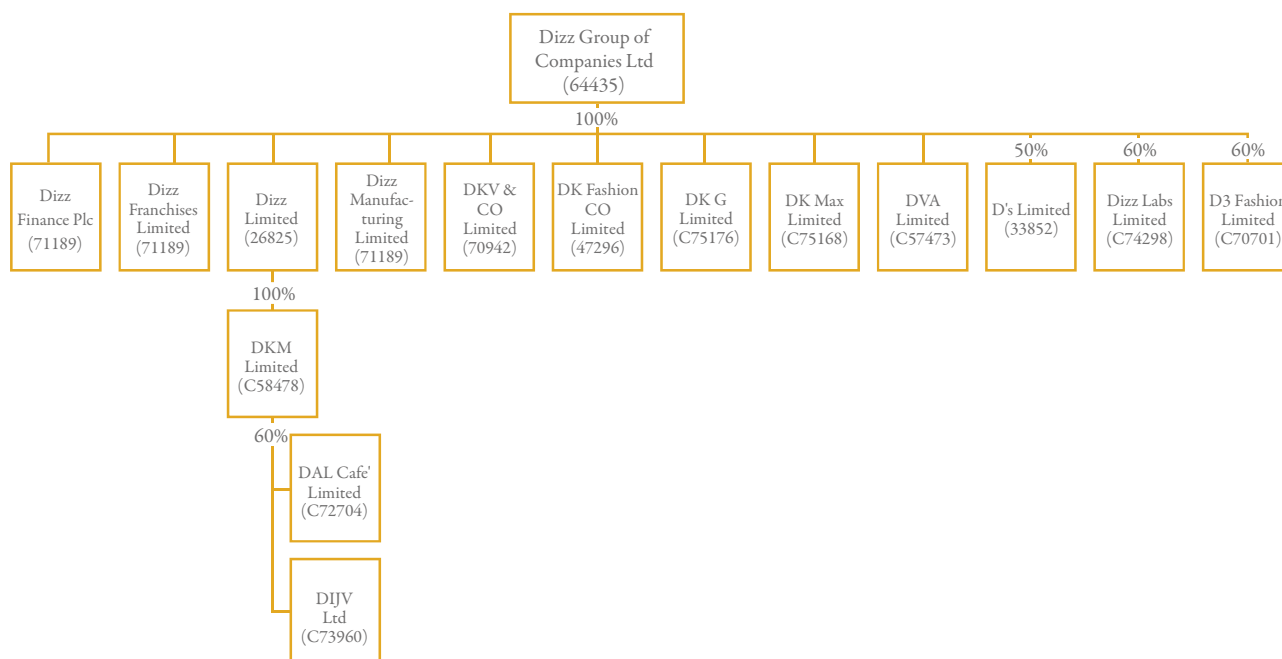 Dizz Group of
Companies Ltd
(64435)
100%
50%
60%
60%
Dizz
Finance Plc
(71189)
Dizz
Franchises
Limited
(71189)
Dizz
Limited
(26825)
Dizz
Manufac-
turing
Limited
(71189)
DKV &
CO
Limited
(70942)
DK Fashion
CO
Limited
(47296)
DK G
Limited
(C75176)
DK Max
Limited
(C75168)
DVA
Limited
(C57473)
D's Limited
(33852)
Dizz Labs
Limited
(C74298)
D3 Fashion
Limited
(C70701)
100%
DKM
Limited
(C58478)
60%
DAL Cafe'
Limited
(C72704)
DIJV
Ltd
(C73960)